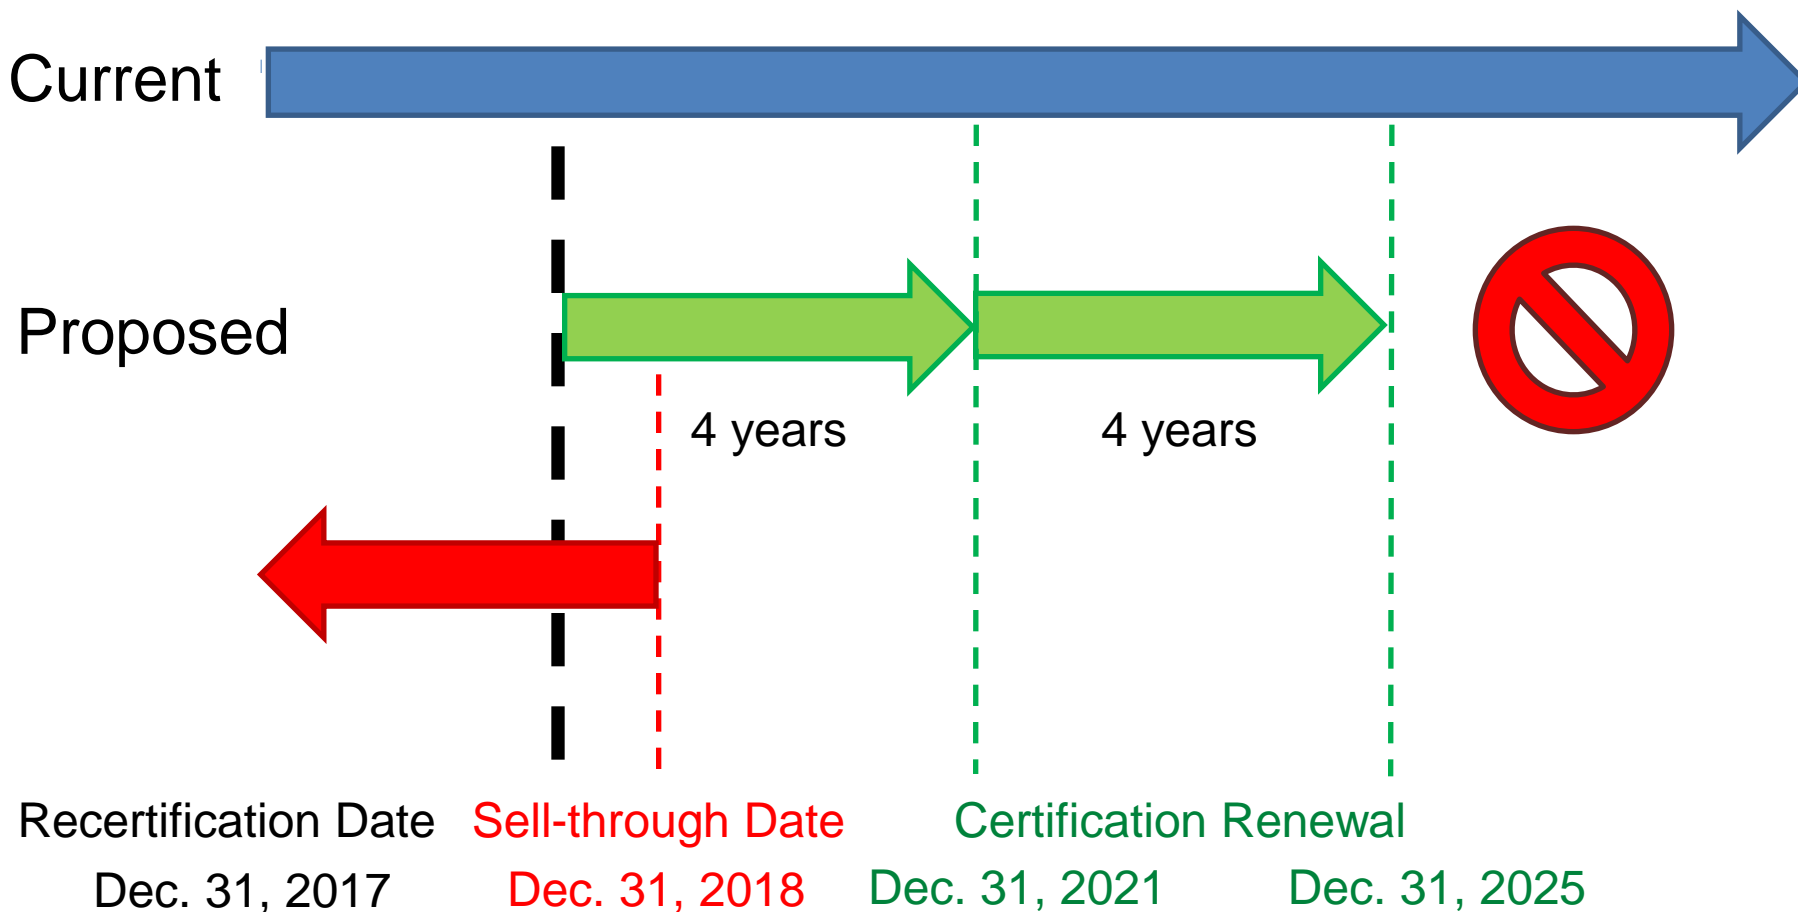 Current
Proposed
4 years
4 years
Recertification Date
Sell-through Date
Certification Renewal
Dec. 31, 2017
Dec. 31, 2018
Dec. 31, 2021
Dec. 31, 2025